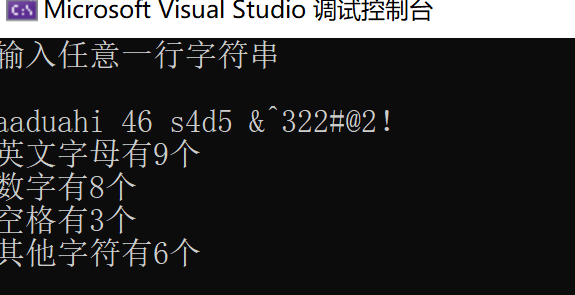 Microsoft Visual Studio 调试控制台
输入任意一行字符串
aaduahi 46 s4d5 &^322#@2!
英文字母有9个
数字有8个
空格有3个
其他字符有6个